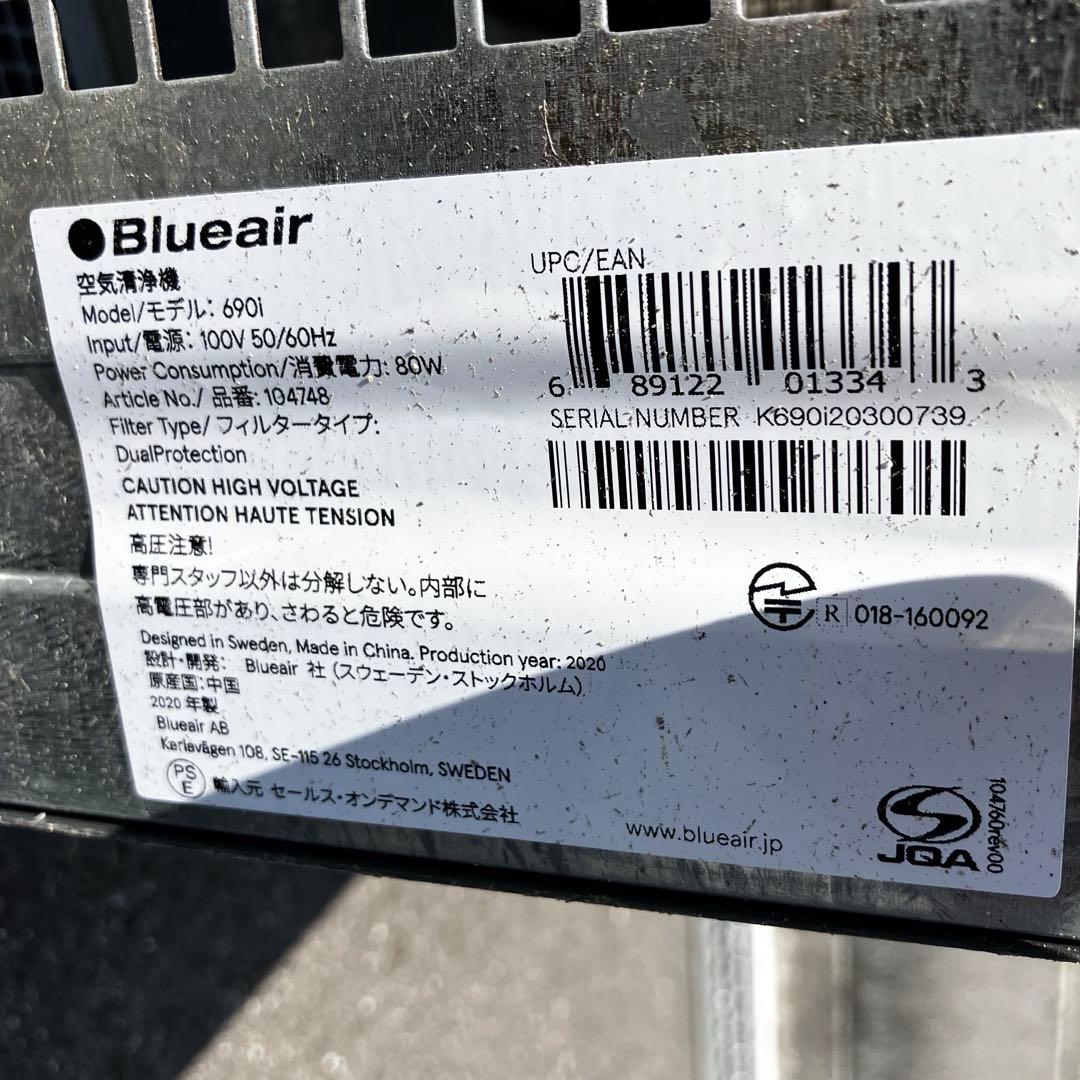 Blueair
空気清浄機
Model/モデル: 690i
Input/電源: 100V 50/60Hz
Power Consumption/消費電力: 80W
Article No./ 品番: 104748
Filter Type/ フィルタータイプ:
DualProtection
CAUTION HIGH VOLTAGE
ATTENTION HAUTE TENSION
高圧注意!
専門スタッフ以外は分解しない。内部に
高電圧部があり、さわると危険です。
Designed in Sweden, Made in China. Production year: 2020
設計・開発: Blueair 社 (スウェーデン・ストックホルム)
原産国:中国
2020 年製
Blueair AB
Karlavägen 108, SE-115 26 Stockholm, SWEDEN
PS E 輸入元 セールス・オンデマンド株式会社
UPC/EAN
6 89122 01334 3
SERIAL NUMBER K690i20300739
R 018-160092
www.blueair.jp
JQA
104760rev00